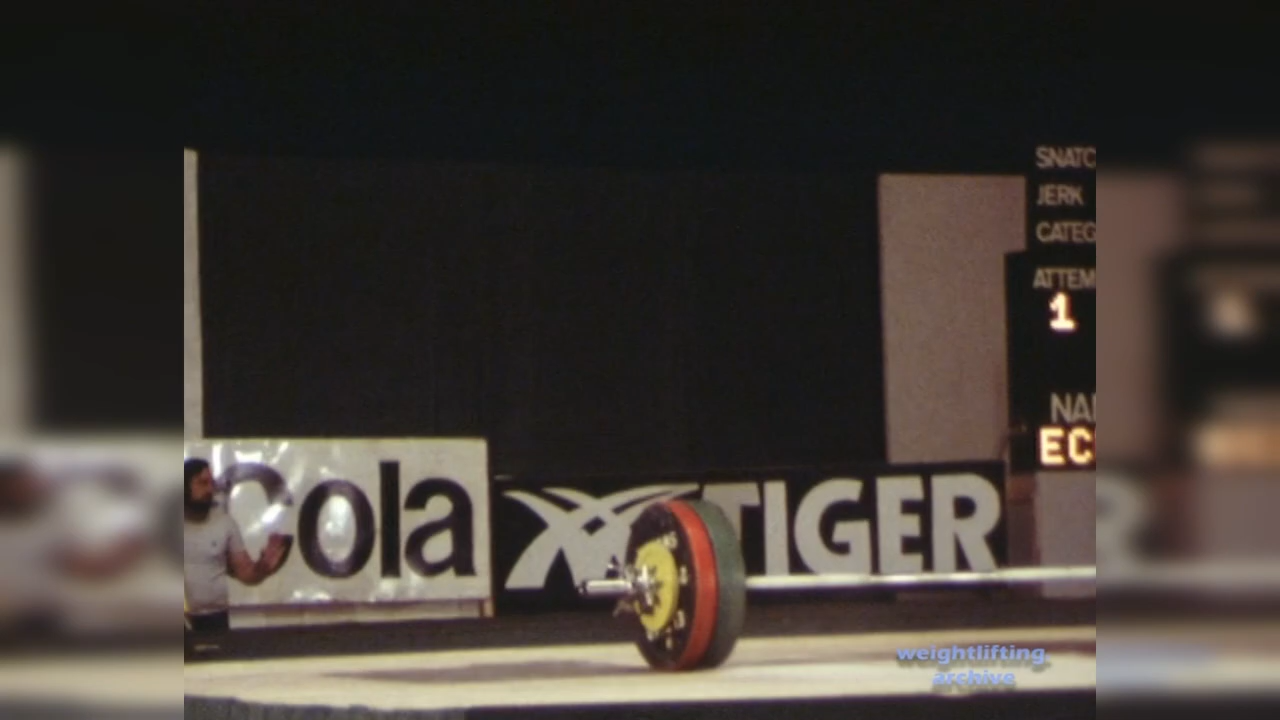 SNATC
JERK
CATEG
ATTEM
1
NA
EC
Cola
TIGER
weightlifting
archive